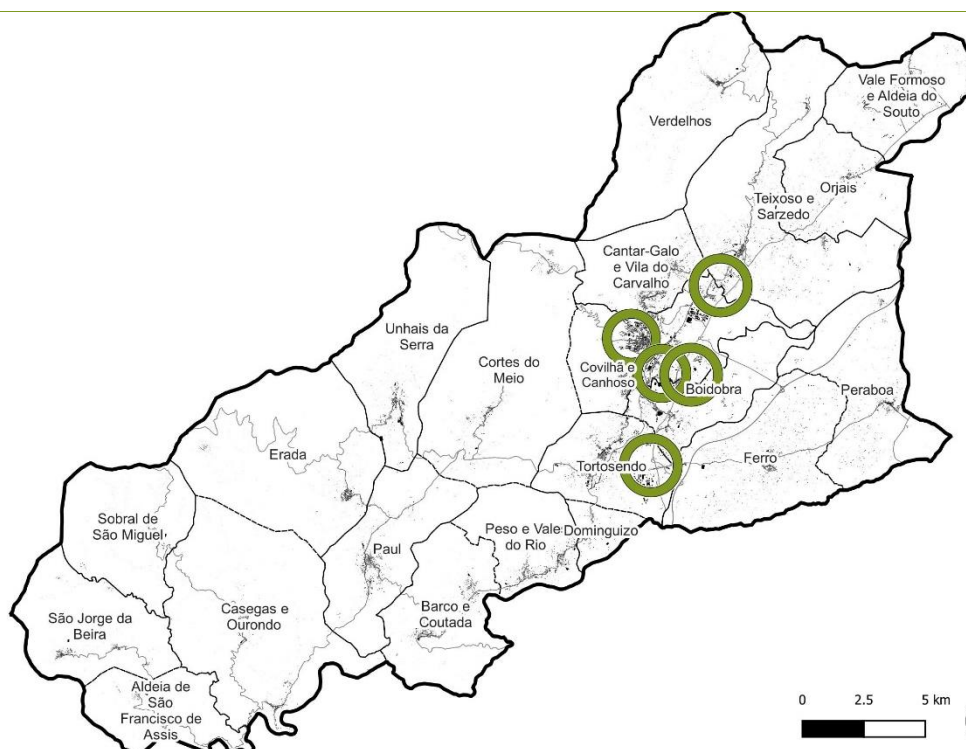 Vale Formoso
e Aldeia do
Souto
Verdelhos
Orjais
Teixoso e
Sarzedo
Cantar-Galo
e Vila do
Carvalho
Unhais da
Serra
Cortes do
Meio
Covilhã e
Canhoso
Boidobra
Peraboa
Erada
Tortosendo
Ferro
Sobral de
São Miguel
Peso e Vale
do Rio
Dominguizo
Paul
Casegas e
Ourondo
Barco e
Coutada
São Jorge da
Beira
Aldeia de
São
Francisco de
Assis
0 2.5 5 km